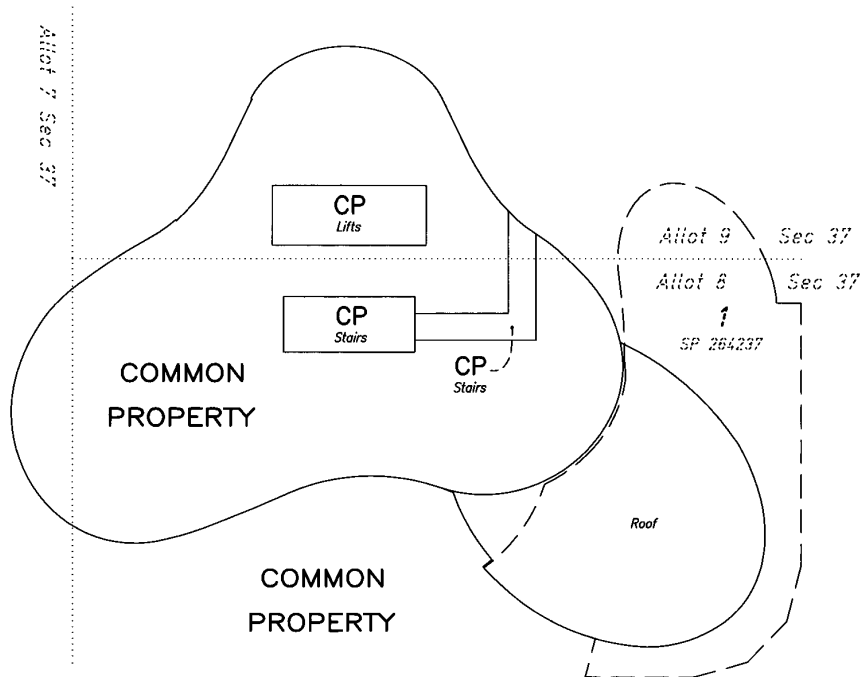 Allot 7 Sec 37
CP
Lifts
Allot 9 Sec 37
Allot 8 Sec 37
1
SP 264237
CP
Stairs
CP
Stairs
COMMON
PROPERTY
Roof
COMMON
PROPERTY